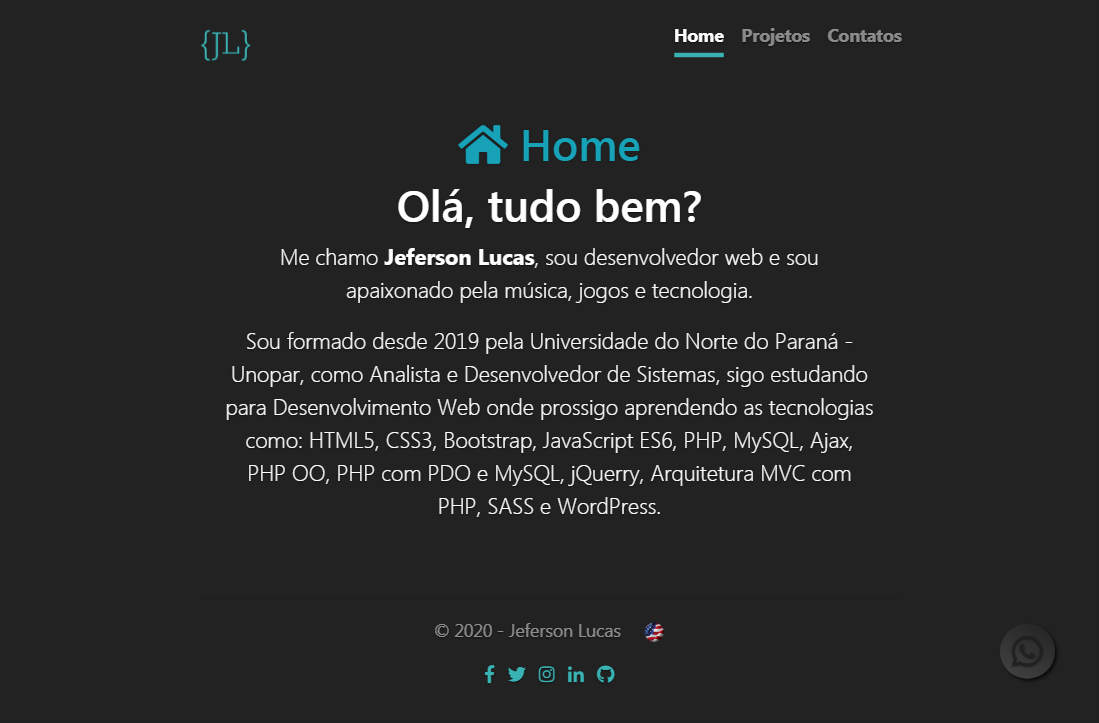 {JL}
Home Projetos Contatos
Home
Olá, tudo bem?
Me chamo Jeferson Lucas, sou desenvolvedor web e sou
apaixonado pela música, jogos e tecnologia.
Sou formado desde 2019 pela Universidade do Norte do Paraná -
Unopar, como Analista e Desenvolvedor de Sistemas, sigo estudando
para Desenvolvimento Web onde prossigo aprendendo as tecnologias
como: HTML5, CSS3, Bootstrap, JavaScript ES6, PHP, MySQL, Ajax,
PHP OO, PHP com PDO e MySQL, jQuerry, Arquitetura MVC com
PHP, SASS e WordPress.
© 2020 - Jeferson Lucas